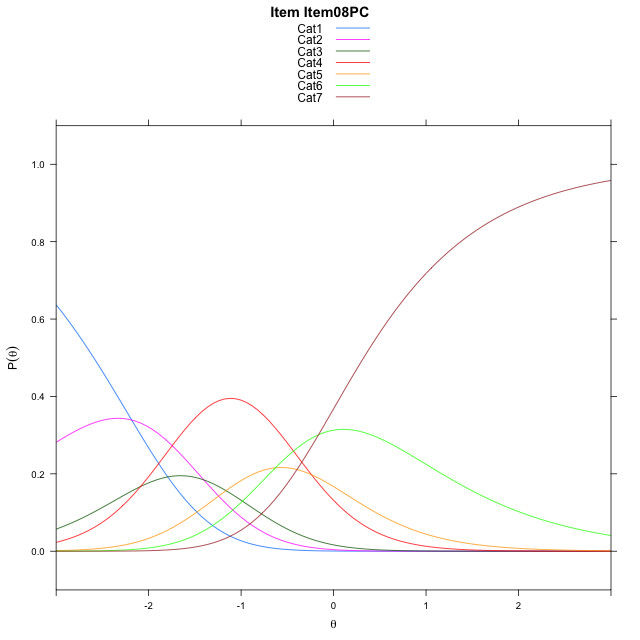 Item Item08PC
Cat1
Cat2
Cat3
Cat4
Cat5
Cat6
Cat7
1.0
0.8
0.6
0.4
0.2
0.0
P(θ)
-2
-1
0
1
2
θ